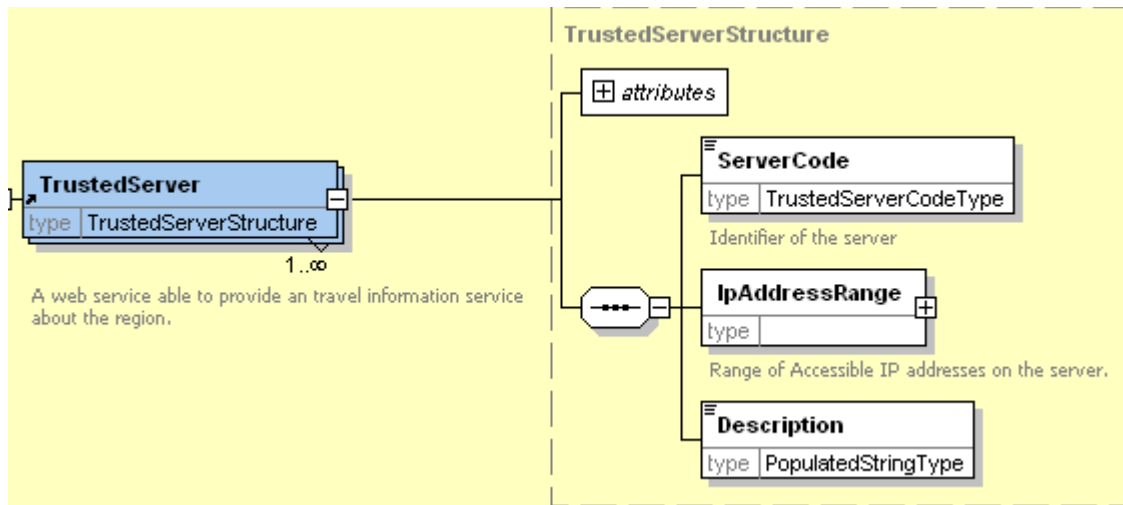 TrustedServerStructure
attributes
TrustedServer
type TrustedServerStructure
1..∞
A web service able to provide an travel information service
about the region.
ServerCode
type TrustedServerCodeType
Identifier of the server
IpAddressRange
type
Range of Accessible IP addresses on the server.
Description
type PopulatedStringType